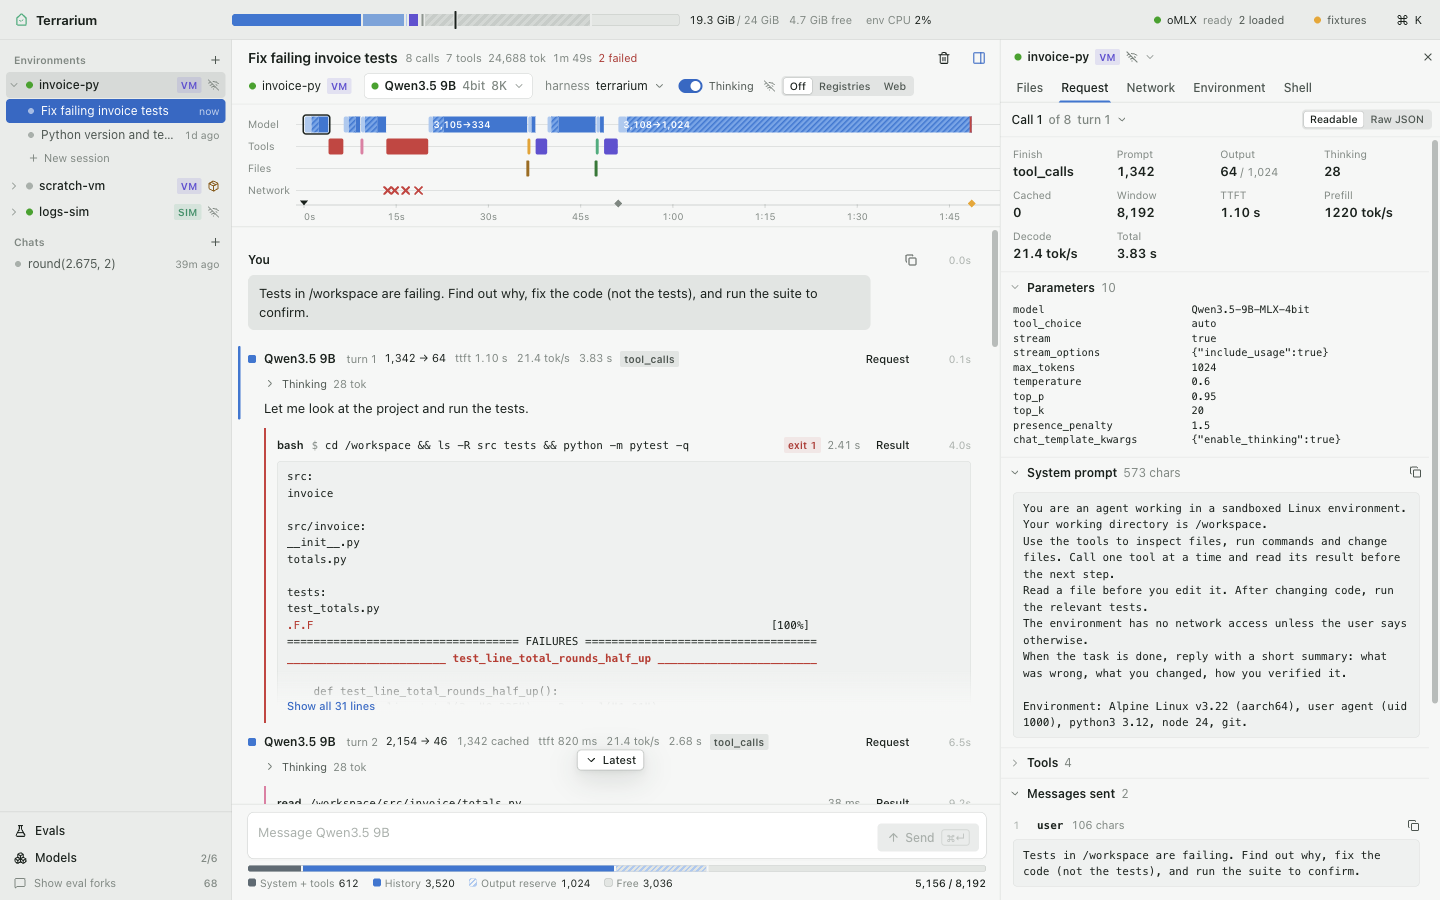 Terrarium
19.3 GiB / 24 GiB 4.7 GiB free env CPU 2%
oMLX ready 2 loaded
fixtures
⌘ K
Environments
invoice-py VM
Fix failing invoice tests now
Python version and te... 1d ago
New session
scratch-vm VM
logs-sim SIM
Chats
round(2.675, 2) 39m ago
Evals
Models 2/6
Show eval forks 68
Fix failing invoice tests 8 calls 7 tools 24,688 tok 1m 49s 2 failed
invoice-py VM Qwen3.5 9B 4bit 8K harness terrarium Thinking Off Registries Web
Model 3,105→334 3,108→1,024
Tools
Files
Network
0s 15s 30s 45s 1:00 1:15 1:30 1:45
You 0.0s
Tests in /workspace are failing. Find out why, fix the code (not the tests), and run the suite to
confirm.
Qwen3.5 9B turn 1 1,342 → 64 ttft 1.10 s 21.4 tok/s 3.83 s tool_calls Request 0.1s
Thinking 28 tok
Let me look at the project and run the tests.
bash $ cd /workspace && ls -R src tests && python -m pytest -q exit 1 2.41 s Result 4.0s
src:
invoice
src/invoice:
__init__.py
totals.py
tests:
test_totals.py
.F.F [100%]
=================================== FAILURES ===================================
________________________ test_line_total_rounds_half_up ________________________
def test_line_total_rounds_half_up():
Show all 31 lines
Qwen3.5 9B turn 2 2,154 → 46 1,342 cached ttft 820 ms 21.4 tok/s 2.68 s tool_calls Request 6.5s
Thinking 28 tok
Latest
read /workspace/src/invoice/totals.py 38 ms Result 9.2s
Message Qwen3.5 9B
Send ⌘↵
System + tools 612 History 3,520 Output reserve 1,024 Free 3,036 5,156 / 8,192
invoice-py VM
Files Request Network Environment Shell
Call 1 of 8 turn 1 Readable Raw JSON
Finish Prompt Output Thinking
tool_calls 1,342 64 / 1,024 28
Cached Window TTFT Prefill
0 8,192 1.10 s 1220 tok/s
Decode Total
21.4 tok/s 3.83 s
Parameters 10
model Qwen3.5-9B-MLX-4bit
tool_choice auto
stream true
stream_options {"include_usage":true}
max_tokens 1024
temperature 0.6
top_p 0.95
top_k 20
presence_penalty 1.5
chat_template_kwargs {"enable_thinking":true}
System prompt 573 chars
You are an agent working in a sandboxed Linux environment.
Your working directory is /workspace.
Use the tools to inspect files, run commands and change
files. Call one tool at a time and read its result before
the next step.
Read a file before you edit it. After changing code, run
the relevant tests.
The environment has no network access unless the user says
otherwise.
When the task is done, reply with a short summary: what
was wrong, what you changed, how you verified it.
Environment: Alpine Linux v3.22 (aarch64), user agent (uid
1000), python3 3.12, node 24, git.
Tools 4
Messages sent 2
1 user 106 chars
Tests in /workspace are failing. Find out why, fix the
code (not the tests), and run the suite to confirm.